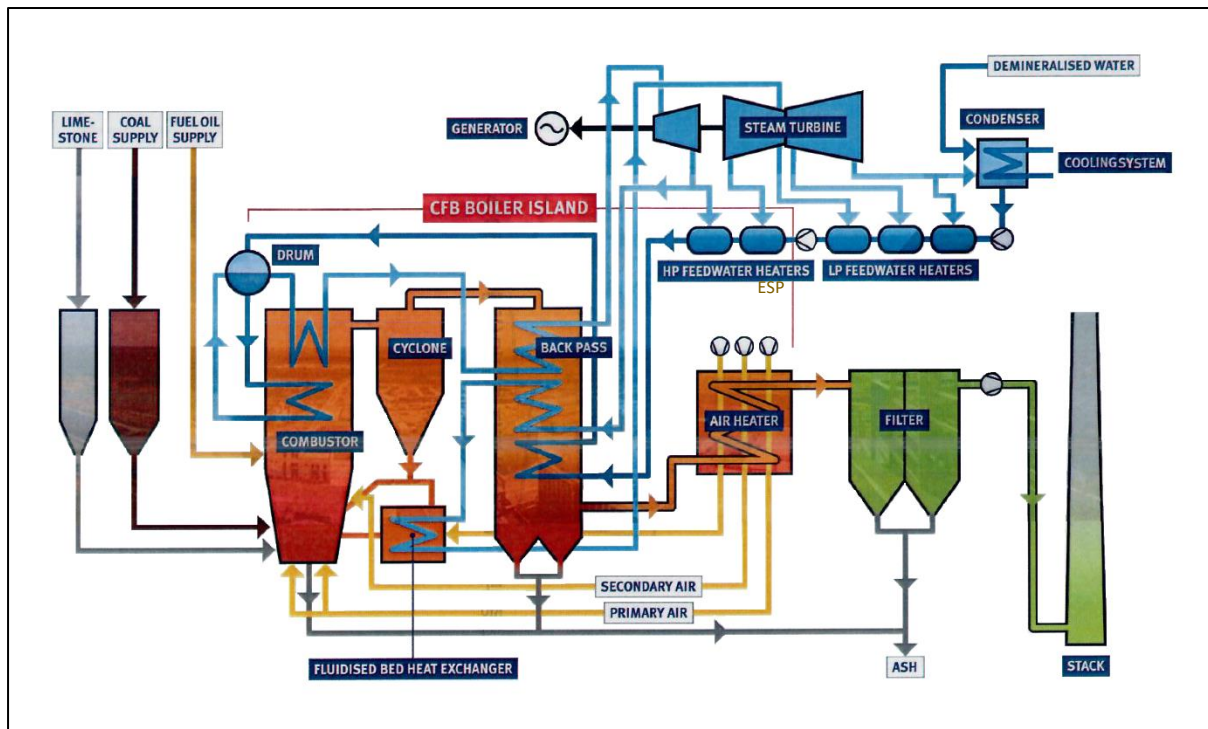 DEMINERALISED WATER
LIME-
STONE
COAL
SUPPLY
FUEL OIL
SUPPLY
GENERATOR
STEAM TURBINE
CONDENSER
COOLING SYSTEM
CFB BOILER ISLAND
DRUM
HP FEEDWATER HEATERS
LP FEEDWATER HEATERS
ESP
CYCLONE
BACK PASS
AIR HEATER
FILTER
COMBUSTOR
SECONDARY AIR
PRIMARY AIR
FLUIDISED BED HEAT EXCHANGER
ASH
STACK